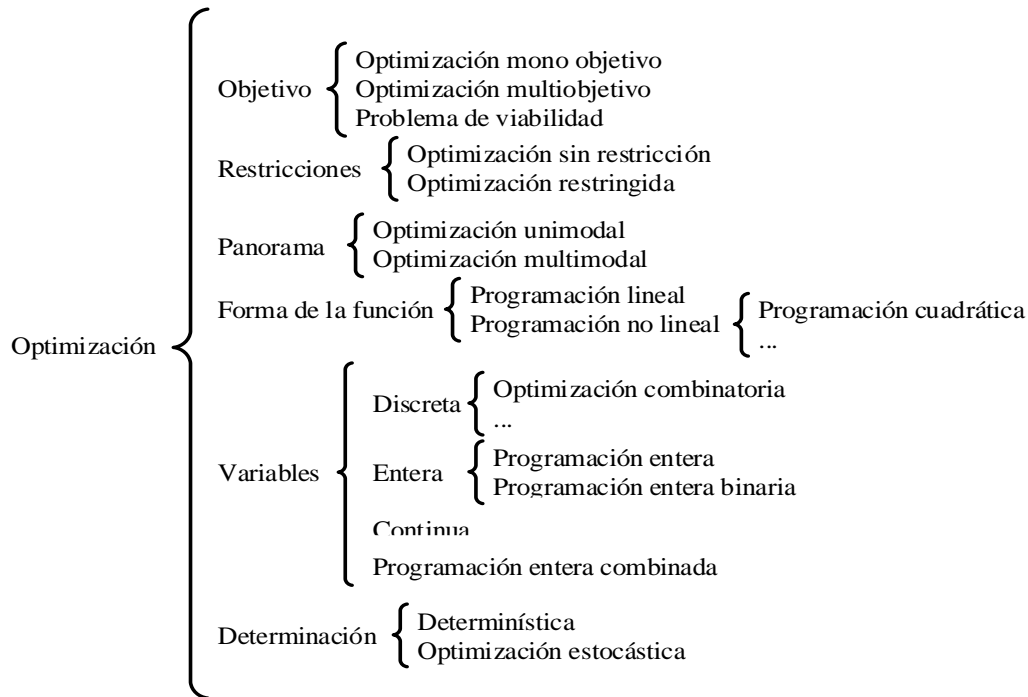 Optimización mono objetivo
Objetivo
Optimización multiobjetivo
Problema de viabilidad
Optimización sin restricción
Restricciones
Optimización restringida
Optimización unimodal
Panorama
Optimización multimodal
Forma de la función
Programación lineal
Programación no lineal
Programación cuadrática
...
Optimización
Discreta
Optimización combinatoria
...
Variables
Entera
Programación entera
Programación entera binaria
Continua
Programación entera combinada
Determinación
Determinística
Optimización estocástica